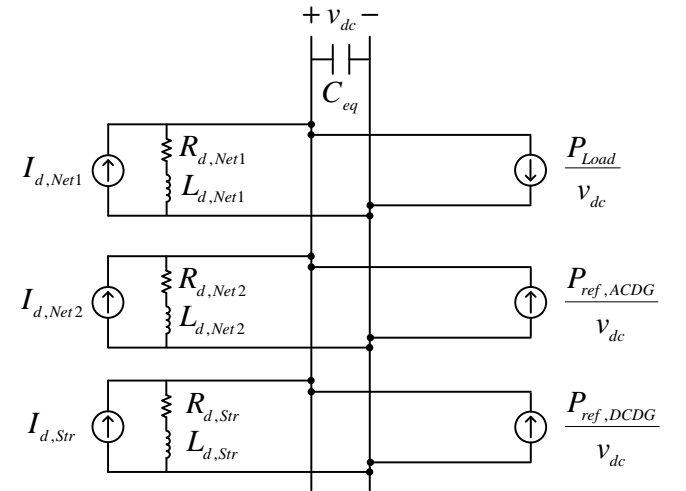 + v_dc −
C_eq
I_d,Net1
R_d,Net1
L_d,Net1
P_Load
v_dc
I_d,Net2
R_d,Net2
L_d,Net2
P_ref,ACDG
v_dc
I_d,Str
R_d,Str
L_d,Str
P_ref,DCDG
v_dc